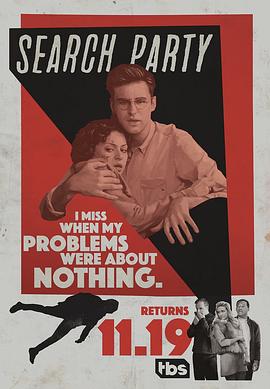 SEARCH PARTY
I MISS
WHEN MY
PROBLEMS
WERE ABOUT
NOTHING.
RETURNS
11.19
tbs